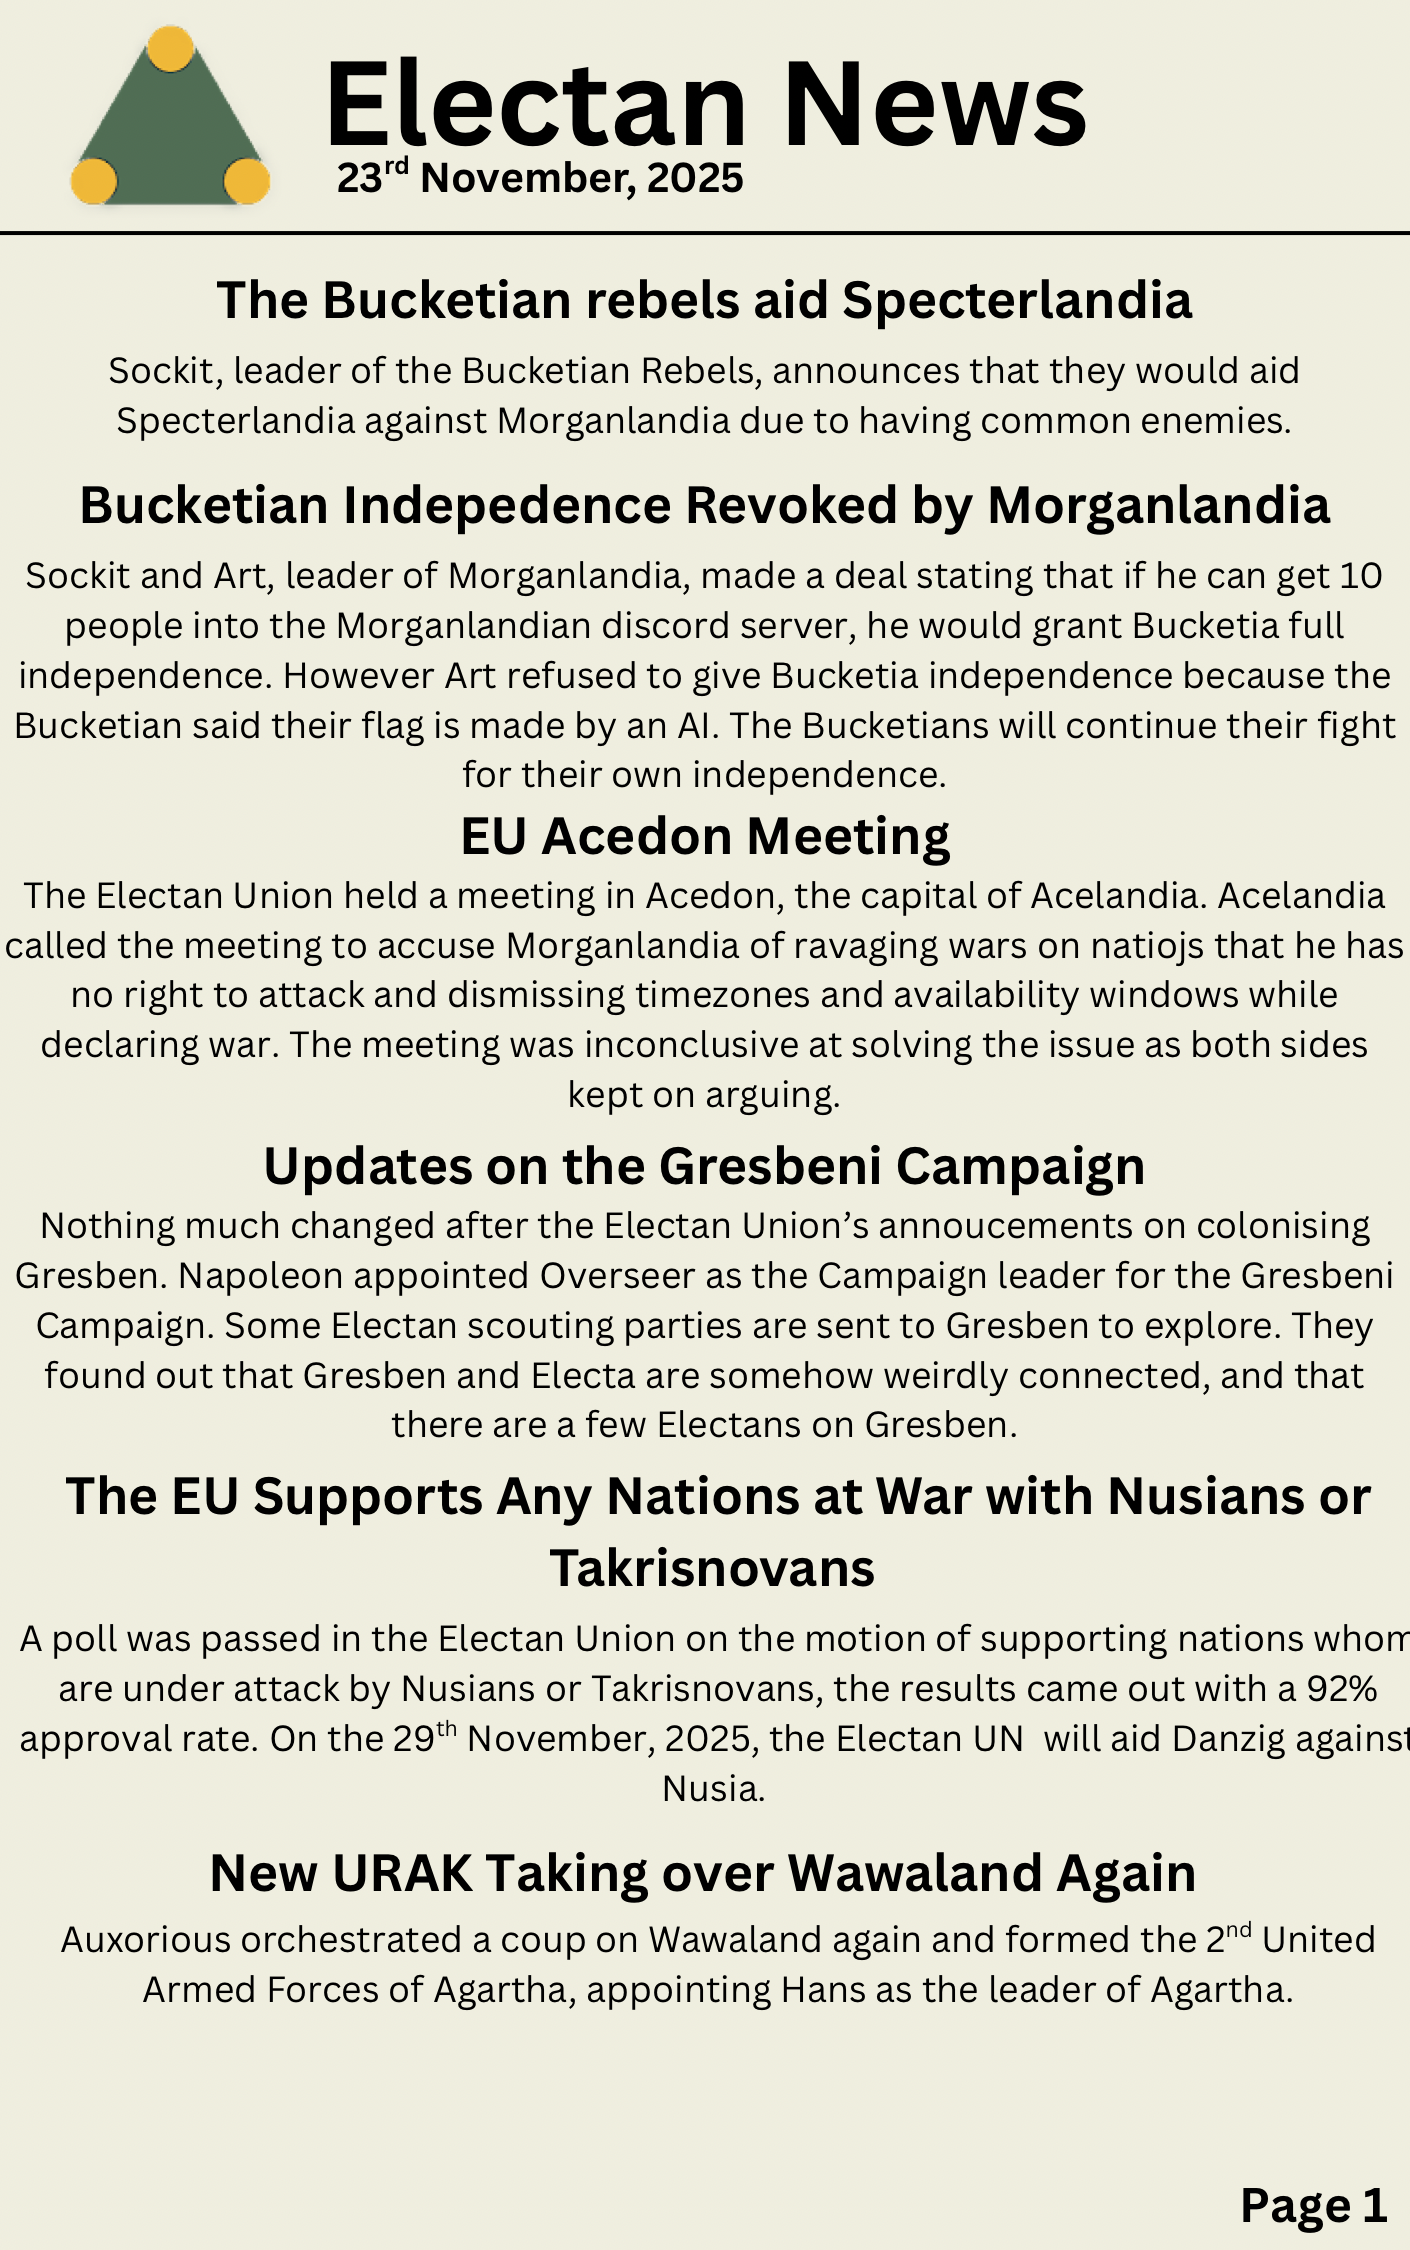 Electan News
23rd November, 2025
The Bucketian rebels aid Specterlandia
Sockit, leader of the Bucketian Rebels, announces that they would aid
Specterlandia against Morganlandia due to having common enemies.
Bucketian Indepedence Revoked by Morganlandia
Sockit and Art, leader of Morganlandia, made a deal stating that if he can get 10
people into the Morganlandian discord server, he would grant Bucketia full
independence. However Art refused to give Bucketia independence because the
Bucketian said their flag is made by an AI. The Bucketians will continue their fight
for their own independence.
EU Acedon Meeting
The Electan Union held a meeting in Acedon, the capital of Acelandia. Acelandia
called the meeting to accuse Morganlandia of ravaging wars on natiojs that he has
no right to attack and dismissing timezones and availability windows while
declaring war. The meeting was inconclusive at solving the issue as both sides
kept on arguing.
Updates on the Gresbeni Campaign
Nothing much changed after the Electan Union’s annoucements on colonising
Gresben. Napoleon appointed Overseer as the Campaign leader for the Gresbeni
Campaign. Some Electan scouting parties are sent to Gresben to explore. They
found out that Gresben and Electa are somehow weirdly connected, and that
there are a few Electans on Gresben.
The EU Supports Any Nations at War with Nusians or
Takrisnovans
A poll was passed in the Electan Union on the motion of supporting nations whom
are under attack by Nusians or Takrisnovans, the results came out with a 92%
approval rate. On the 29th November, 2025, the Electan UN  will aid Danzig against
Nusia.
New URAK Taking over Wawaland Again
Auxorious orchestrated a coup on Wawaland again and formed the 2nd United
Armed Forces of Agartha, appointing Hans as the leader of Agartha.
Page 1